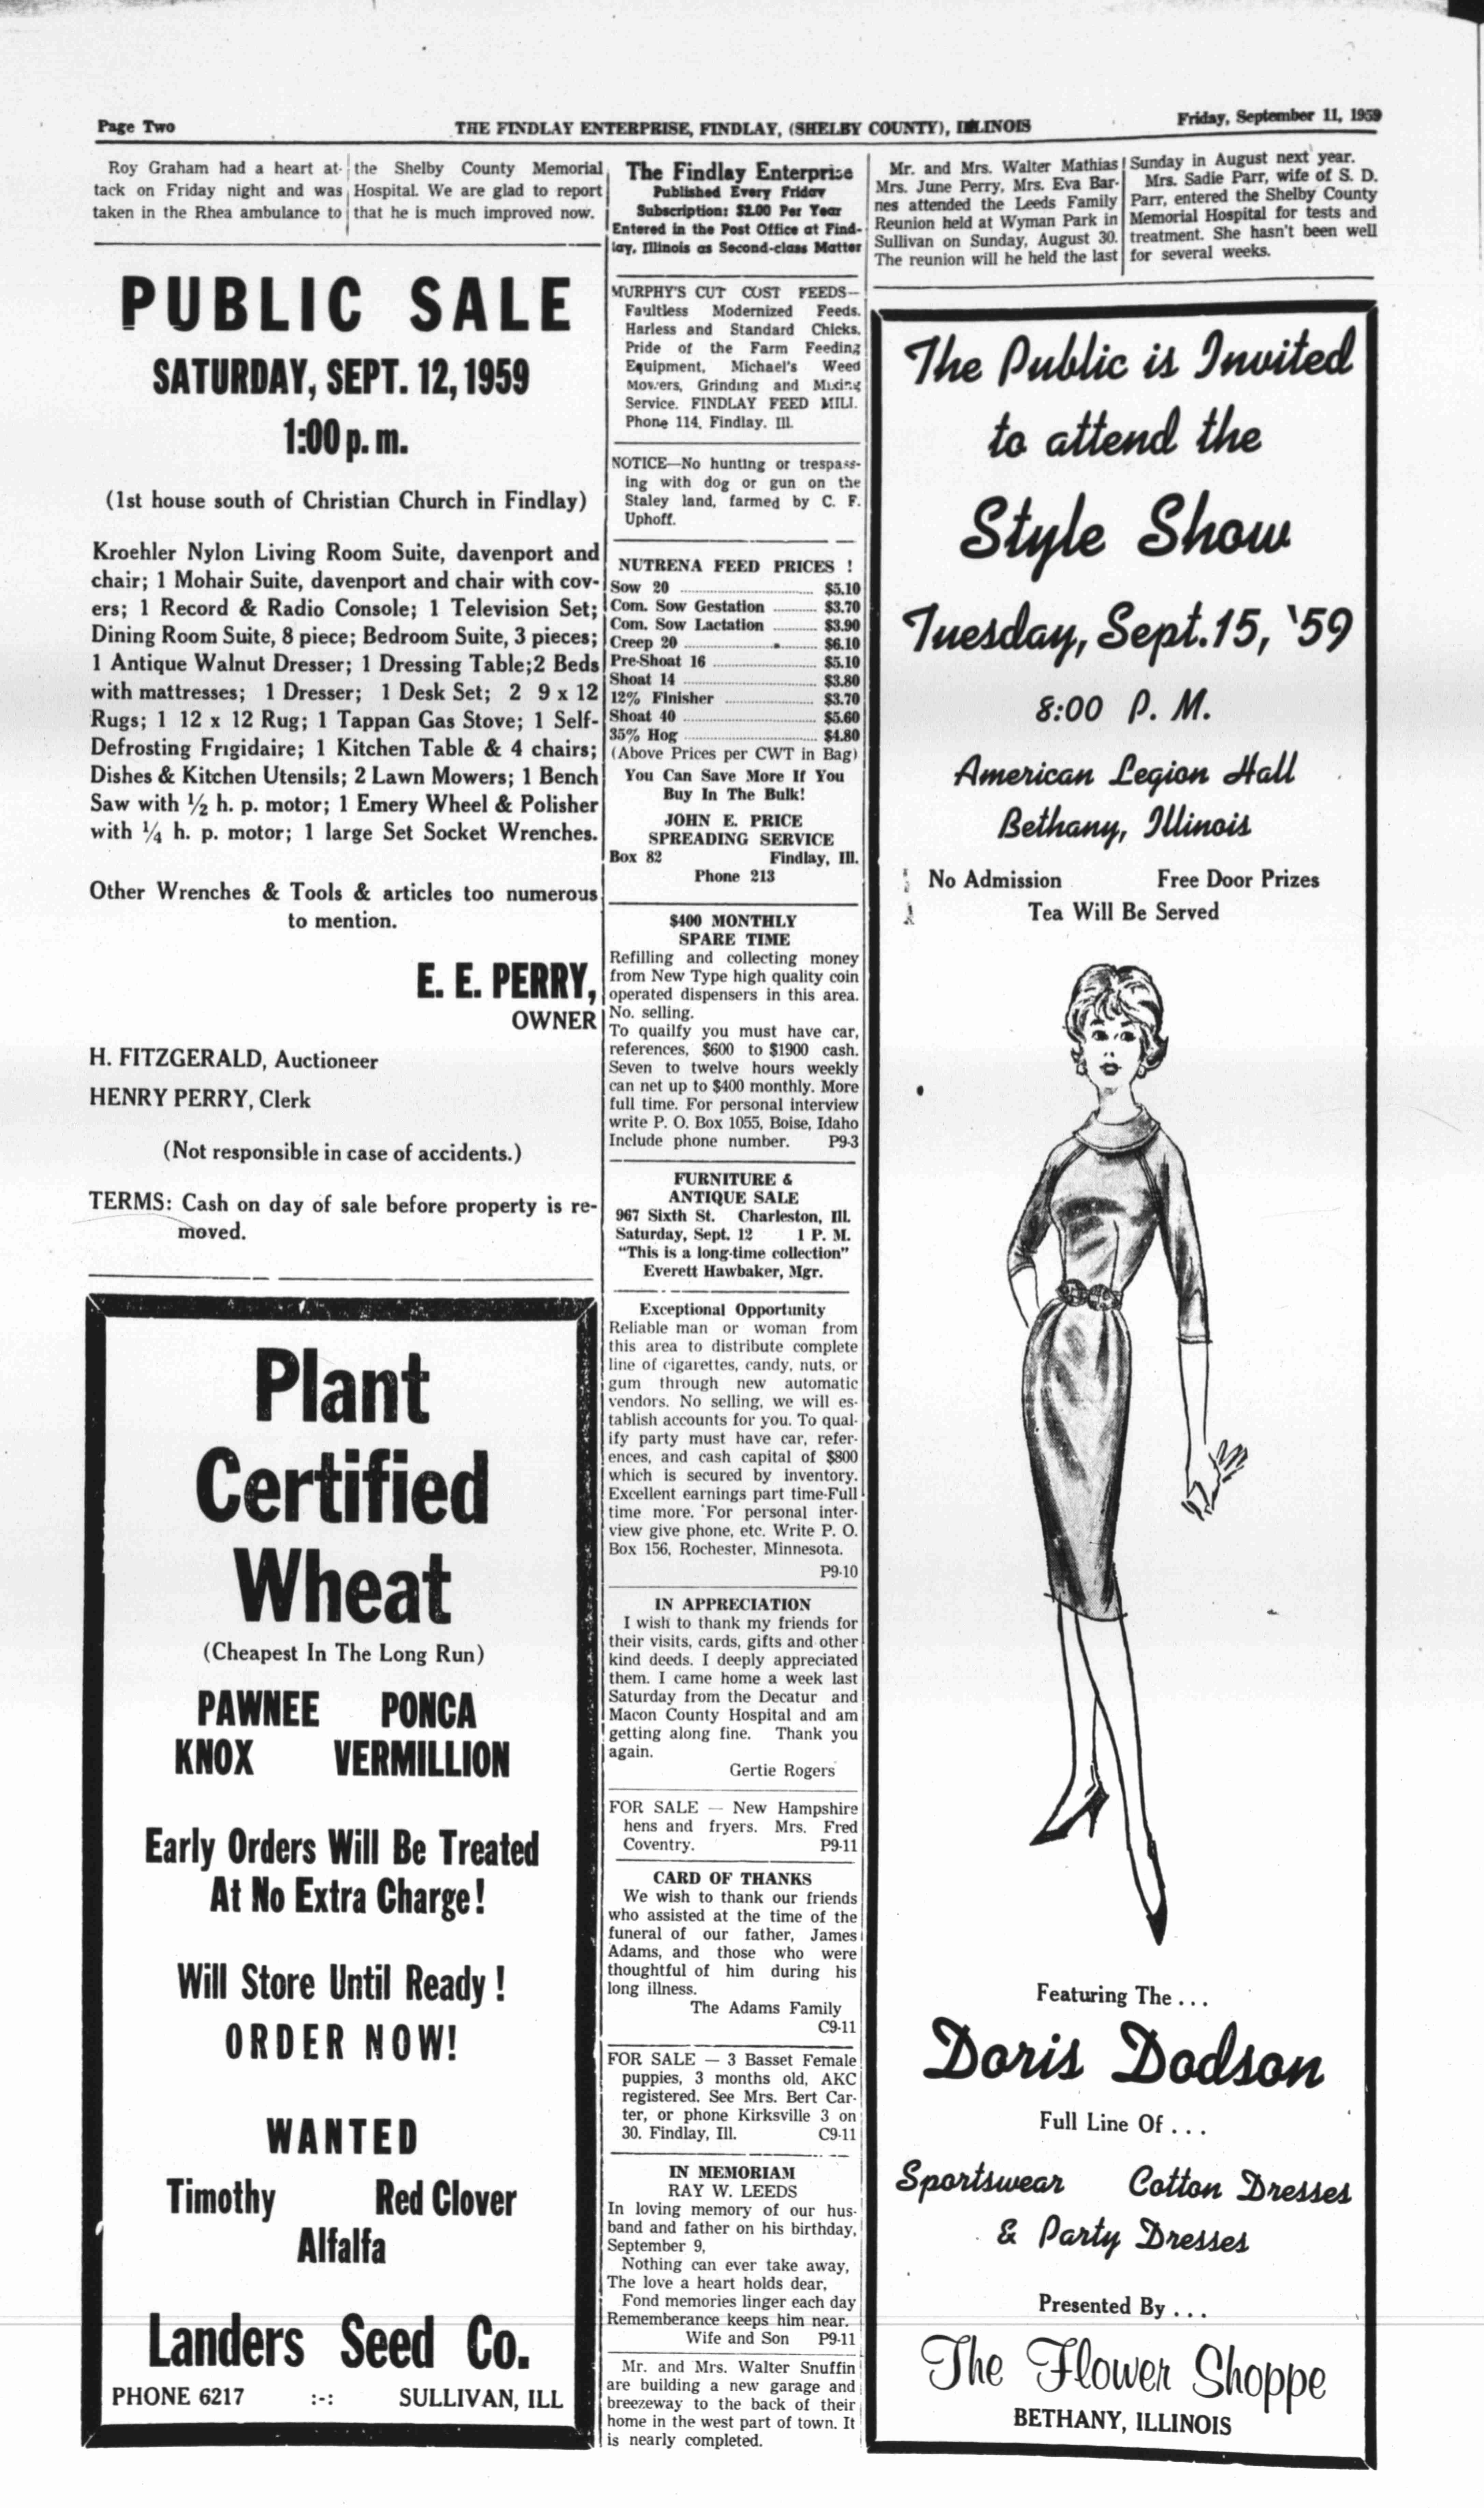 Page Two
THE FINDLAY ENTERPRISE, FINDLAY, (SHELBY COUNTY), ILLINOIS
Friday, September 11, 1959
Roy Graham had a heart at-
tack on Friday night and was
taken in the Rhea ambulance to
the Shelby County Memorial
Hospital. We are glad to report
that he is much improved now.
PUBLIC SALE
SATURDAY, SEPT. 12, 1959
1:00 p. m.
(1st house south of Christian Church in Findlay)
Kroehler Nylon Living Room Suite, davenport and
chair; 1 Mohair Suite, davenport and chair with cov-
ers; 1 Record & Radio Console; 1 Television Set;
Dining Room Suite, 8 piece; Bedroom Suite, 3 pieces;
1 Antique Walnut Dresser; 1 Dressing Table;2 Beds
with mattresses; 1 Dresser; 1 Desk Set; 2 9 x 12
Rugs; 1 12 x 12 Rug; 1 Tappan Gas Stove; 1 Self-
Defrosting Frigidaire; 1 Kitchen Table & 4 chairs;
Dishes & Kitchen Utensils; 2 Lawn Mowers; 1 Bench
Saw with ½ h. p. motor; 1 Emery Wheel & Polisher
with ¼ h. p. motor; 1 large Set Socket Wrenches.
Other Wrenches & Tools & articles too numerous
to mention.
E. E. PERRY,
OWNER
H. FITZGERALD, Auctioneer
HENRY PERRY, Clerk
(Not responsible in case of accidents.)
TERMS: Cash on day of sale before property is re-
moved.
Plant
Certified
Wheat
(Cheapest In The Long Run)
PAWNEE PONCA
KNOX VERMILLION
Early Orders Will Be Treated
At No Extra Charge!
Will Store Until Ready !
ORDER NOW!
WANTED
Timothy Red Clover
Alfalfa
Landers Seed Co.
PHONE 6217 :-: SULLIVAN, ILL
The Findlay Enterprise
Published Every Friday
Subscription: $2.00 Per Year
Entered in the Post Office at Find-
lay, Illinois as Second-class Matter
MURPHY'S CUT COST FEEDS—
Faultless Modernized Feeds.
Harless and Standard Chicks.
Pride of the Farm Feeding
Equipment, Michael's Weed
Mowers, Grinding and Mixing
Service. FINDLAY FEED MILL
Phone 114, Findlay. Ill.
NOTICE—No hunting or trespass-
ing with dog or gun on the
Staley land, farmed by C. F.
Uphoff.
NUTRENA FEED PRICES !
Sow 20 $5.10
Com. Sow Gestation $3.70
Com. Sow Lactation $3.90
Creep 20 $6.10
Pre-Shoat 16 $5.10
Shoat 14 $3.80
12% Finisher $3.70
Shoat 40 $5.60
35% Hog $4.80
(Above Prices per CWT in Bag)
You Can Save More If You
Buy In The Bulk!
JOHN E. PRICE
SPREADING SERVICE
Box 82 Findlay, Ill.
Phone 213
$400 MONTHLY
SPARE TIME
Refilling and collecting money
from New Type high quality coin
operated dispensers in this area.
No. selling.
To quailfy you must have car,
references, $600 to $1900 cash.
Seven to twelve hours weekly
can net up to $400 monthly. More
full time. For personal interview
write P. O. Box 1055, Boise, Idaho
Include phone number. P9-3
FURNITURE &
ANTIQUE SALE
967 Sixth St. Charleston, Ill.
Saturday, Sept. 12 1 P. M.
"This is a long-time collection"
Everett Hawbaker, Mgr.
Exceptional Opportunity
Reliable man or woman from
this area to distribute complete
line of cigarettes, candy, nuts, or
gum through new automatic
vendors. No selling, we will es-
tablish accounts for you. To qual-
ify party must have car, refer-
ences, and cash capital of $800
which is secured by inventory.
Excellent earnings part time-Full
time more. For personal inter-
view give phone, etc. Write P. O.
Box 156, Rochester, Minnesota.
P9-10
IN APPRECIATION
I wish to thank my friends for
their visits, cards, gifts and other
kind deeds. I deeply appreciated
them. I came home a week last
Saturday from the Decatur and
Macon County Hospital and am
getting along fine. Thank you
again.
Gertie Rogers
FOR SALE — New Hampshire
hens and fryers. Mrs. Fred
Coventry. P9-11
CARD OF THANKS
We wish to thank our friends
who assisted at the time of the
funeral of our father, James
Adams, and those who were
thoughtful of him during his
long illness.
The Adams Family
C9-11
FOR SALE — 3 Basset Female
puppies, 3 months old, AKC
registered. See Mrs. Bert Car-
ter, or phone Kirksville 3 on
30. Findlay, Ill. C9-11
IN MEMORIAM
RAY W. LEEDS
In loving memory of our hus-
band and father on his birthday,
September 9,
Nothing can ever take away,
The love a heart holds dear,
Fond memories linger each day
Rememberance keeps him near.
Wife and Son P9-11
Mr. and Mrs. Walter Snuffin
are building a new garage and
breezeway to the back of their
home in the west part of town. It
is nearly completed.
Mr. and Mrs. Walter Mathias
Mrs. June Perry, Mrs. Eva Bar-
nes attended the Leeds Family
Reunion held at Wyman Park in
Sullivan on Sunday, August 30.
The reunion will he held the last
Sunday in August next year.
Mrs. Sadie Parr, wife of S. D.
Parr, entered the Shelby County
Memorial Hospital for tests and
treatment. She hasn't been well
for several weeks.
The Public is Invited
to attend the
Style Show
Tuesday, Sept. 15, '59
8:00 P. M.
American Legion Hall
Bethany, Illinois
No Admission Free Door Prizes
Tea Will Be Served
Featuring The . . .
Doris Dodson
Full Line Of . . .
Sportswear Cotton Dresses
& Party Dresses
Presented By . . .
The Flower Shoppe
BETHANY, ILLINOIS